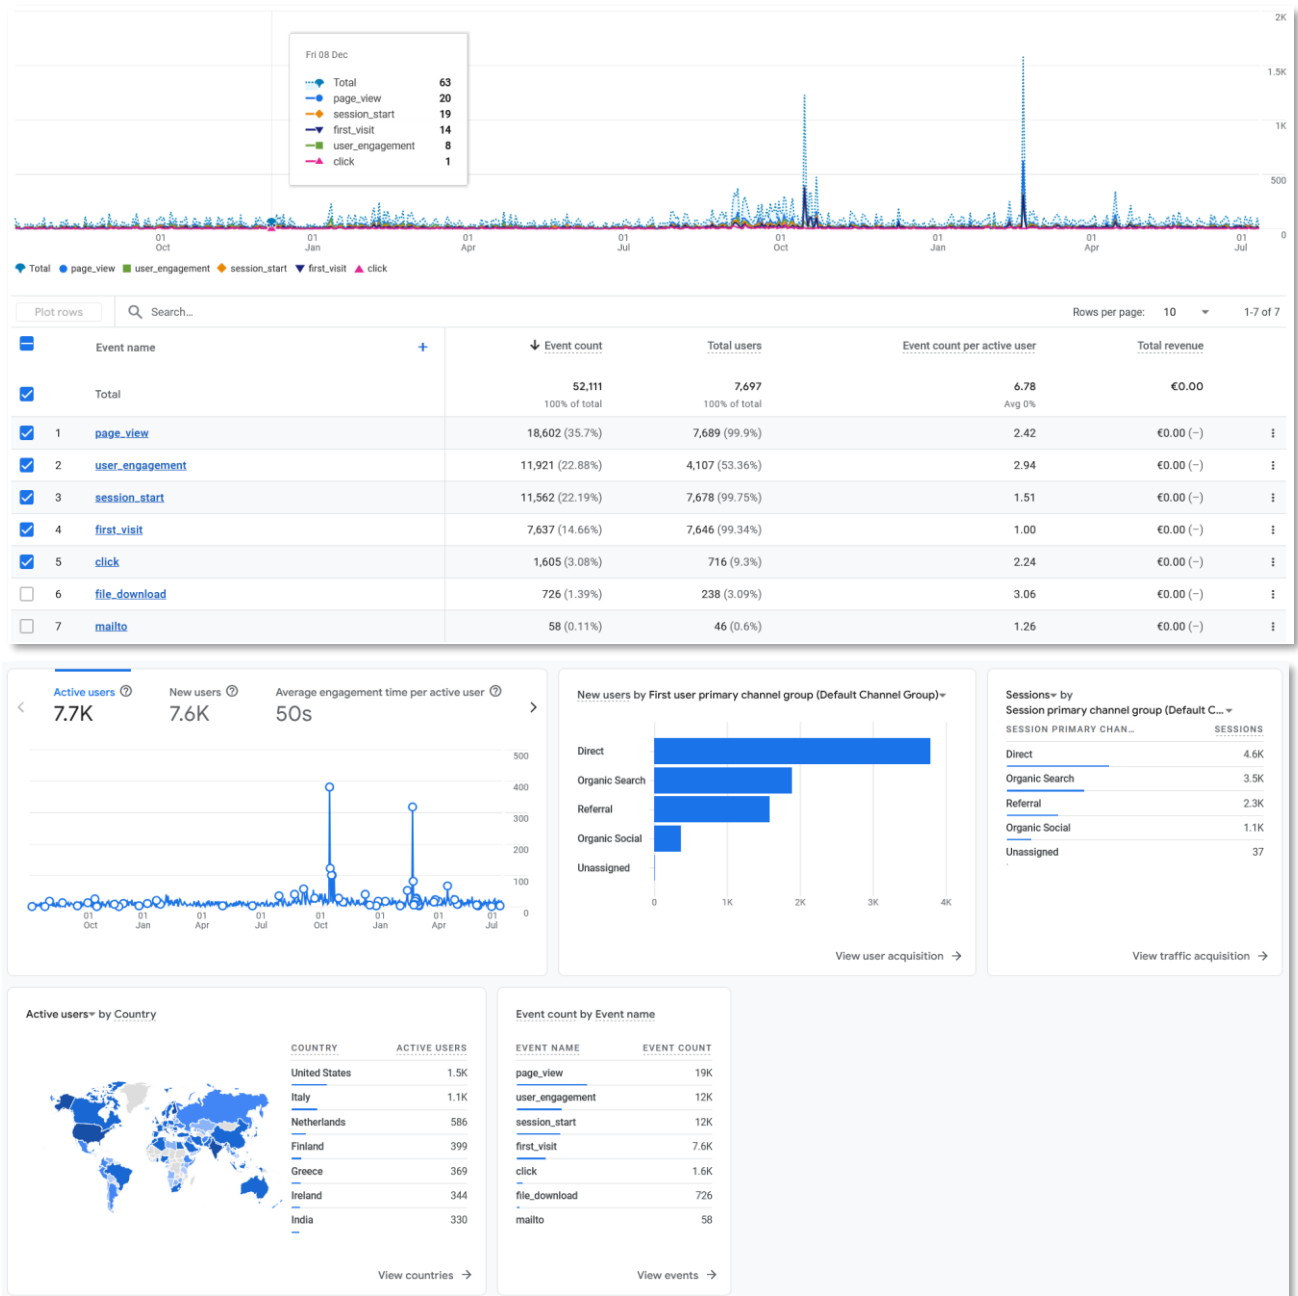 2K
1.5K
1K
500
0
Fri 08 Dec
Total 63
page_view 20
session_start 19
first_visit 14
user_engagement 8
click 1
01 Oct
01 Jan
01 Apr
01 Jul
01 Oct
01 Jan
01 Apr
01 Jul
Total page_view user_engagement session_start first_visit click
Plot rows Search... Rows per page: 10 1-7 of 7
Event name + Event count Total users Event count per active user Total revenue
Total 52,111 7,697 6.78 €0.00
100% of total 100% of total Avg 0%
1 page_view 18,602 (35.7%) 7,689 (99.9%) 2.42 €0.00 (–)
2 user_engagement 11,921 (22.88%) 4,107 (53.36%) 2.94 €0.00 (–)
3 session_start 11,562 (22.19%) 7,678 (99.75%) 1.51 €0.00 (–)
4 first_visit 7,637 (14.66%) 7,646 (99.34%) 1.00 €0.00 (–)
5 click 1,605 (3.08%) 716 (9.3%) 2.24 €0.00 (–)
6 file_download 726 (1.39%) 238 (3.09%) 3.06 €0.00 (–)
7 mailto 58 (0.11%) 46 (0.6%) 1.26 €0.00 (–)
Active users New users Average engagement time per active user
7.7K 7.6K 50s
500
400
300
200
100
0
01 Oct
01 Jan
01 Apr
01 Jul
01 Oct
01 Jan
01 Apr
01 Jul
New users by First user primary channel group (Default Channel Group)
Direct
Organic Search
Referral
Organic Social
Unassigned
0 1K 2K 3K 4K
View user acquisition
Sessions by
Session primary channel group (Default C...
SESSION PRIMARY CHAN... SESSIONS
Direct 4.6K
Organic Search 3.5K
Referral 2.3K
Organic Social 1.1K
Unassigned 37
View traffic acquisition
Active users by Country
COUNTRY ACTIVE USERS
United States 1.5K
Italy 1.1K
Netherlands 586
Finland 399
Greece 369
Ireland 344
India 330
View countries
Event count by Event name
EVENT NAME EVENT COUNT
page_view 19K
user_engagement 12K
session_start 12K
first_visit 7.6K
click 1.6K
file_download 726
mailto 58
View events